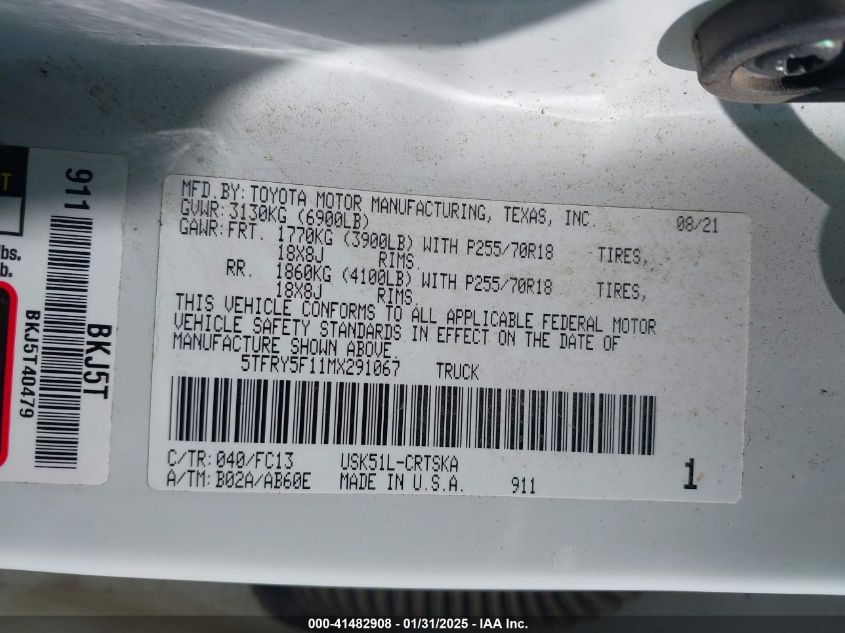 MFD. BY: TOYOTA MOTOR MANUFACTURING, TEXAS, INC. 08/21
GVWR: 3130KG (6900LB)
GAWR: FRT. 1770KG (3900LB) WITH P255/70R18 TIRES,
18X8J RIMS.
RR. 1860KG (4100LB) WITH P255/70R18 TIRES,
18X8J RIMS.
THIS VEHICLE CONFORMS TO ALL APPLICABLE FEDERAL MOTOR
VEHICLE SAFETY STANDARDS IN EFFECT ON THE DATE OF
MANUFACTURE SHOWN ABOVE.
5TFRY5F11MX291067 TRUCK
C/TR: 040/FC13 USK51L-CRTSKA
A/TM: B02A/AB60E MADE IN U.S.A. 911 1
911
BKJ5T
BKJ5T40479
lbs.
b.
T
000-41482908 - 01/31/2025 - IAA Inc.